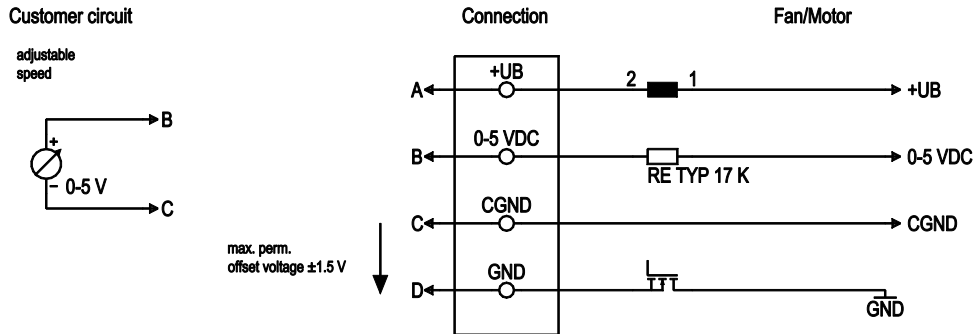 Customer circuit
Connection
Fan/Motor
adjustable
speed
+
B
0-5 V
−
C
+UB
A
2
1
+UB
0-5 VDC
B
RE TYP 17 K
0-5 VDC
CGND
C
CGND
max. perm.
offset voltage ±1.5 V
GND
D
GND